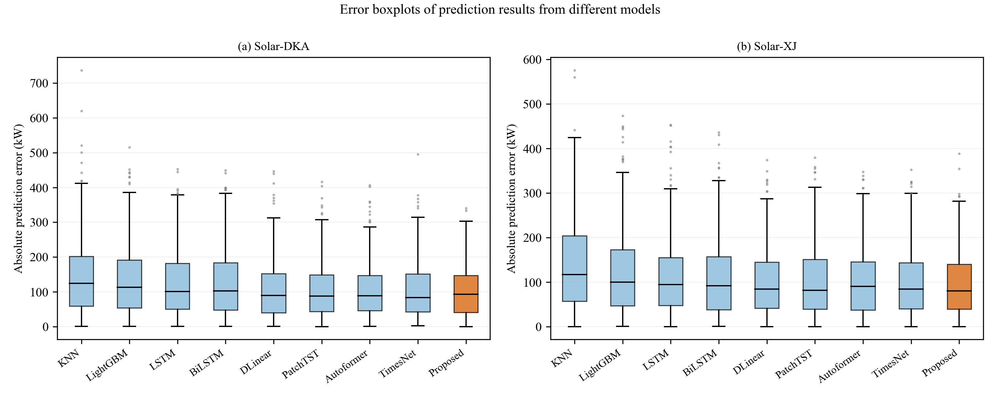 Error boxplots of prediction results from different models
(a) Solar-DKA
Absolute prediction error (kW)
700
600
500
400
300
200
100
0
KNN
LightGBM
LSTM
BiLSTM
DLinear
PatchTST
Autoformer
TimesNet
Proposed
(b) Solar-XJ
Absolute prediction error (kW)
600
500
400
300
200
100
0
KNN
LightGBM
LSTM
BiLSTM
DLinear
PatchTST
Autoformer
TimesNet
Proposed